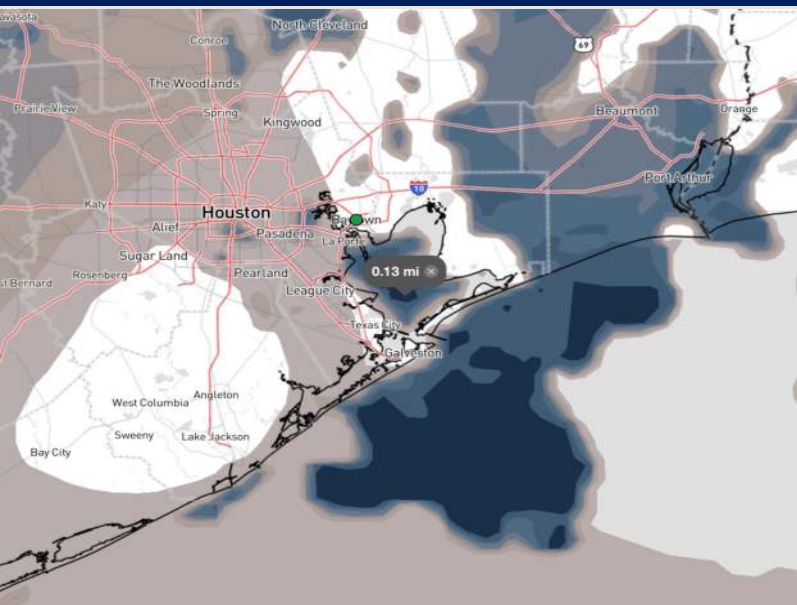 North Cleveland
Conroe
The Woodlands
69
Prairie View
Spring
Kingwood
Beaumont
Orange
Port Arthur
10
Katy
Houston
Baytown
Alief
Pasadena
La Porte
Sugar Land
Rosenberg
Pearland
0.13 mi
League City
Texas City
Galveston
West Columbia
Angleton
Sweeny
Lake Jackson
Bay City